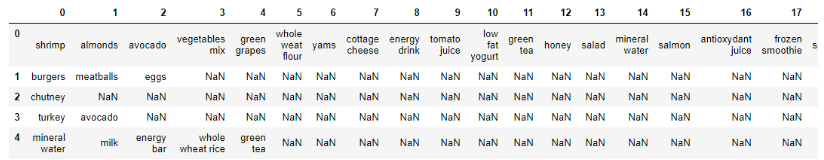 0 1 2 3 4 5 6 7 8 9 10 11 12 13 14 15 16 17
0 shrimp almonds avocado vegetables mix green grapes whole weat flour yams cottage cheese energy drink tomato juice low fat yogurt green tea honey salad mineral water salmon antioxydant juice frozen smoothie s
1 burgers meatballs eggs NaN NaN NaN NaN NaN NaN NaN NaN NaN NaN NaN NaN NaN NaN NaN
2 chutney NaN NaN NaN NaN NaN NaN NaN NaN NaN NaN NaN NaN NaN NaN NaN NaN NaN
3 turkey avocado NaN NaN NaN NaN NaN NaN NaN NaN NaN NaN NaN NaN NaN NaN NaN NaN
4 mineral water milk energy bar whole wheat rice green tea NaN NaN NaN NaN NaN NaN NaN NaN NaN NaN NaN NaN NaN